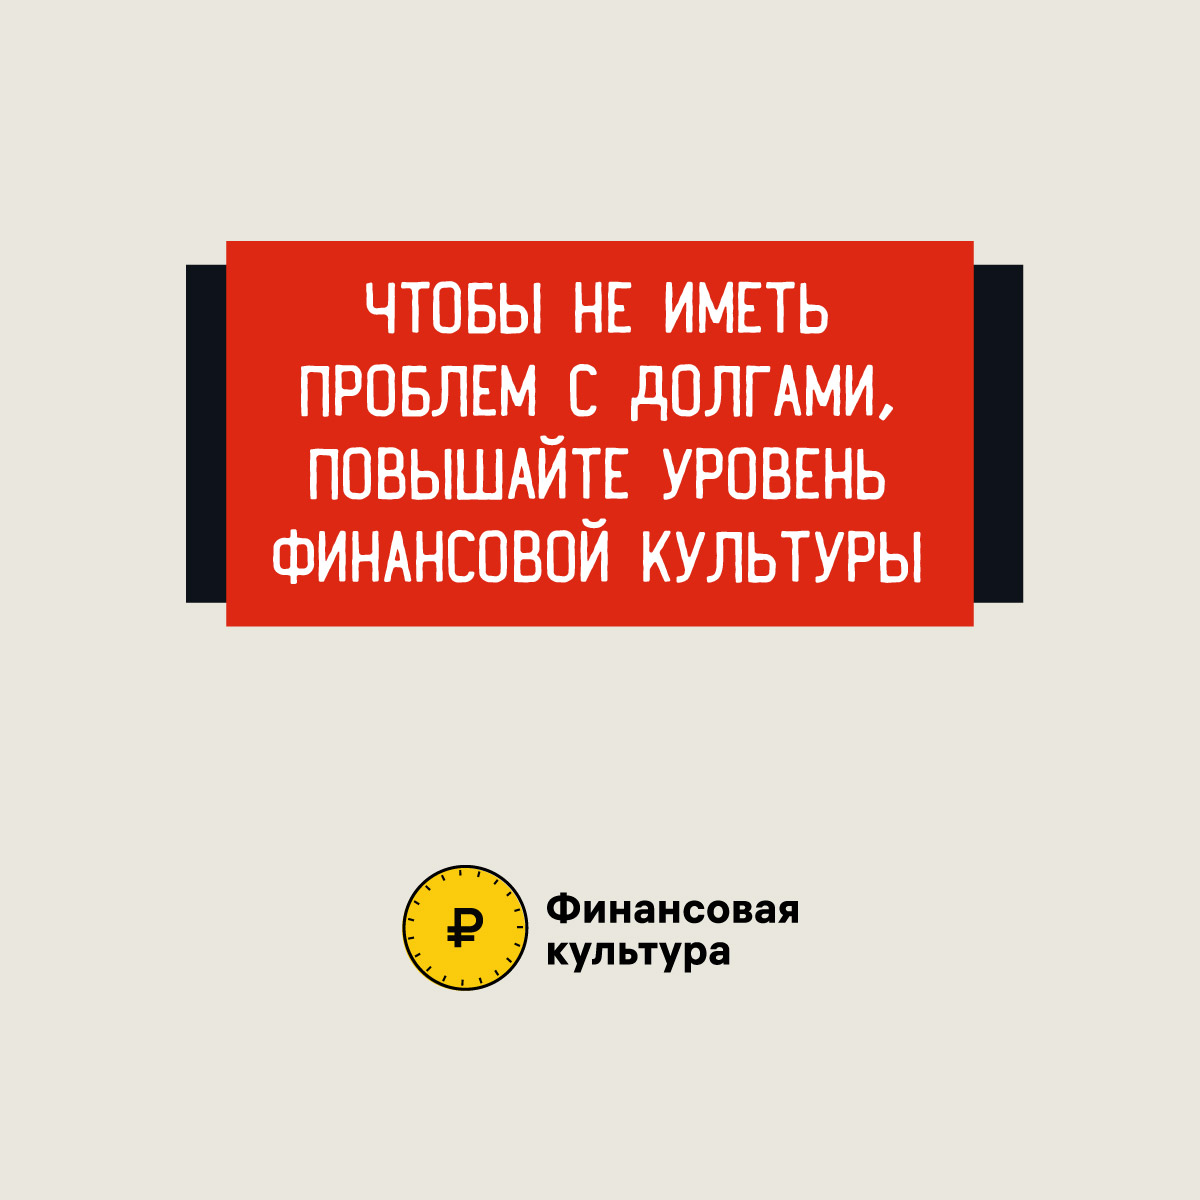 ЧТОБЫ НЕ ИМЕТЬ
ПРОБЛЕМ С ДОЛГАМИ,
ПОВЫШАЙТЕ УРОВЕНЬ
ФИНАНСОВОЙ КУЛЬТУРЫ
₽
Финансовая
культура